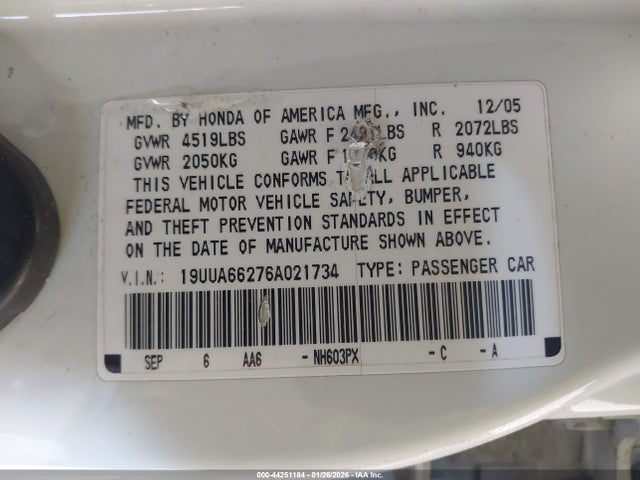 MFD. BY HONDA OF AMERICA MFG., INC. 12/05
GVWR 4519LBS GAWR F LBS R 2072LBS
GVWR 2050KG GAWR F KG R 940KG
THIS VEHICLE CONFORMS TO ALL APPLICABLE
FEDERAL MOTOR VEHICLE SAFETY, BUMPER,
AND THEFT PREVENTION STANDARDS IN EFFECT
ON THE DATE OF MANUFACTURE SHOWN ABOVE.
V.I.N.: 19UUA66276A021734 TYPE: PASSENGER CAR
SEP 6 AA6 -NH603PX -C -A
000-44251184 - 01/26/2026 - IAA Inc.